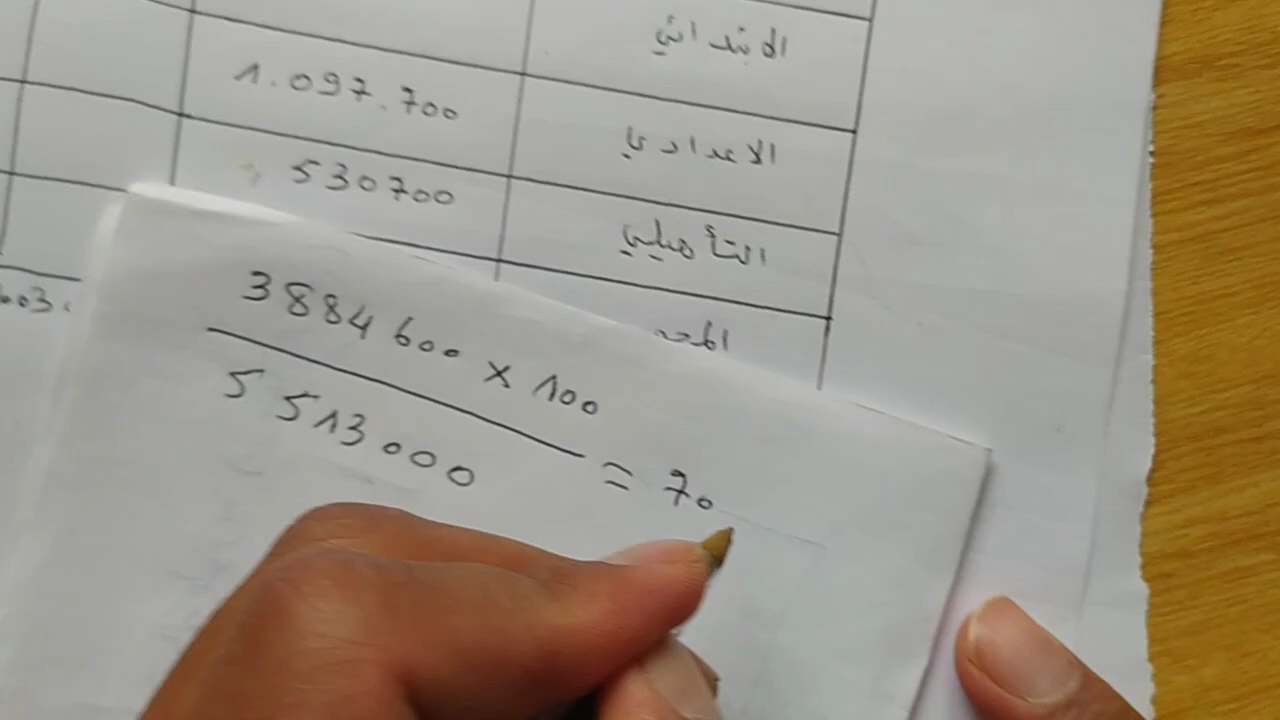 الابتدائي
1.097.700
الاعدادي
530700
التأهيلي
3884600 x 100
5513000
= 70